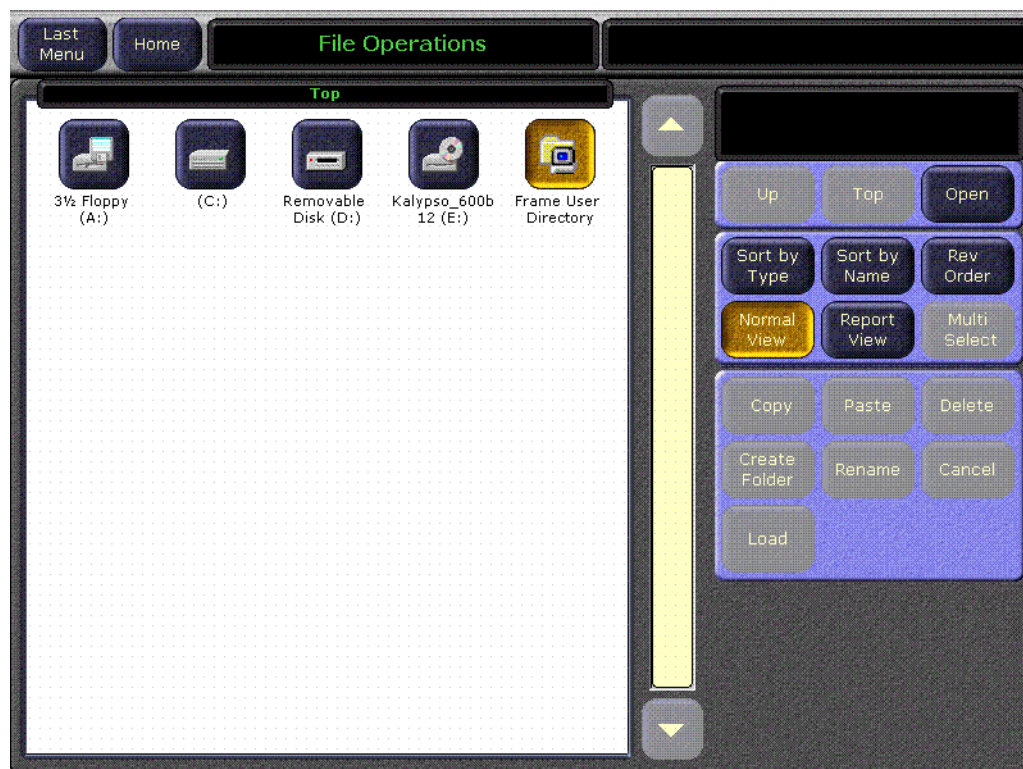 Last
Menu
Home
File Operations
Top
3½ Floppy
(A:)
(C:)
Removable
Disk (D:)
Kalypso_600b
12 (E:)
Frame User
Directory
Up
Top
Open
Sort by
Type
Sort by
Name
Rev
Order
Normal
View
Report
View
Multi
Select
Copy
Paste
Delete
Create
Folder
Rename
Cancel
Load